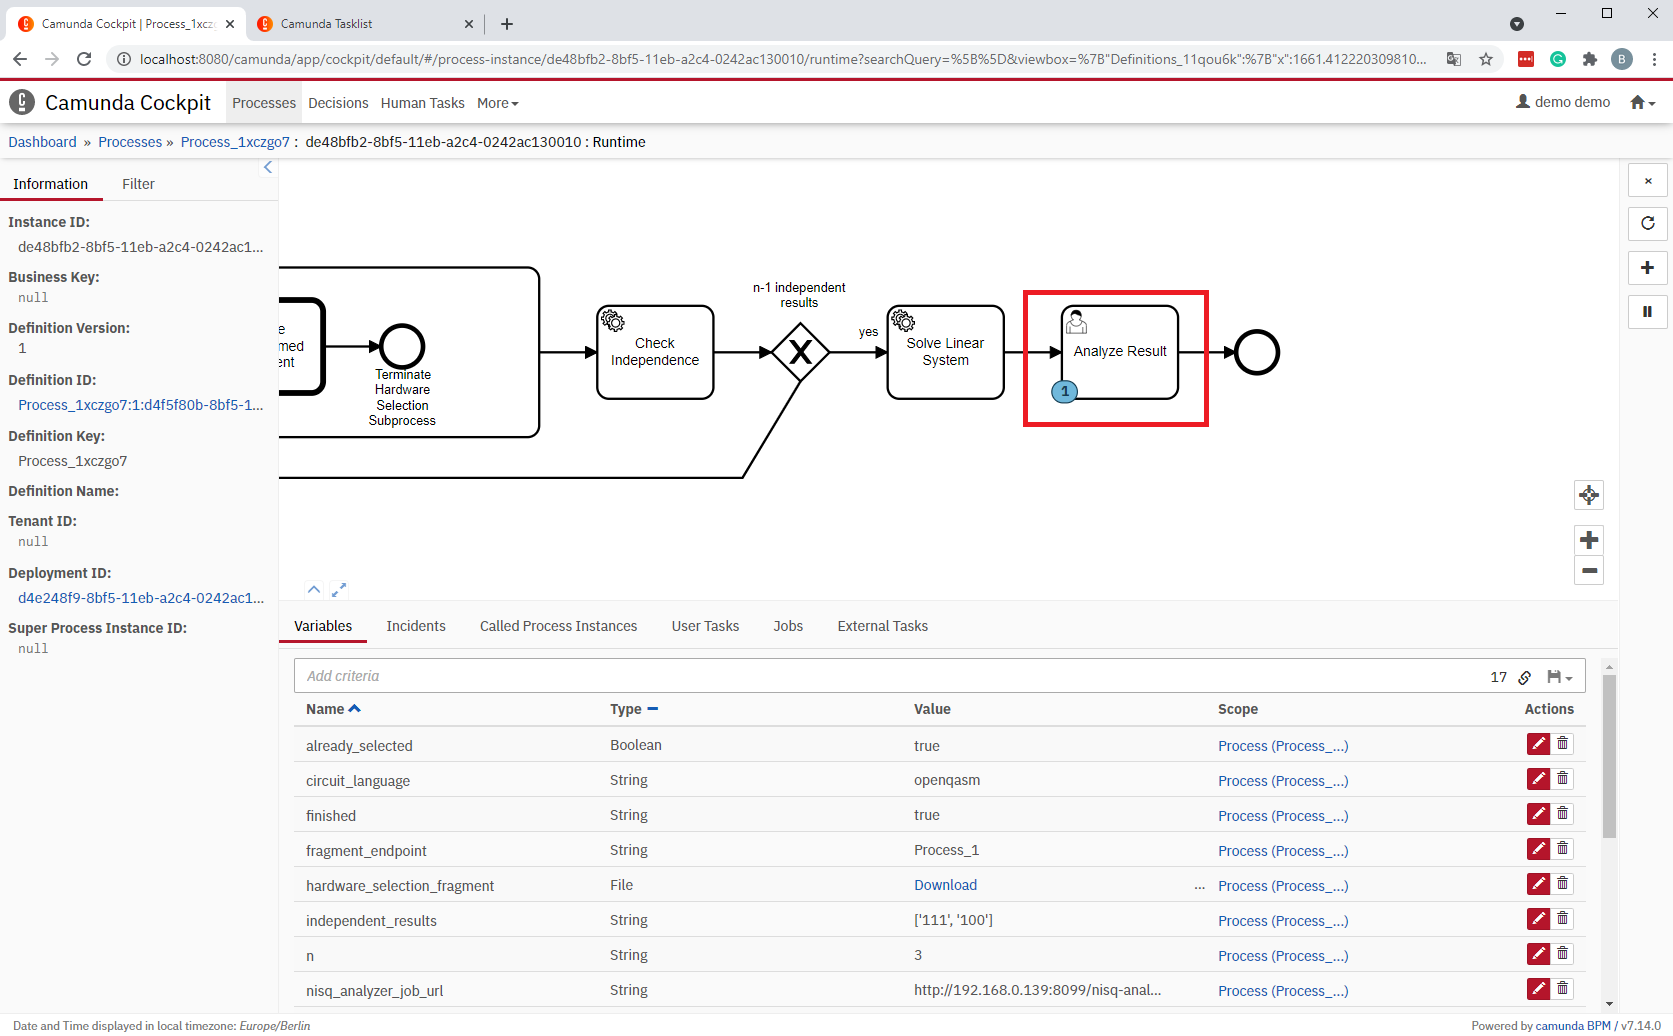 Camunda Cockpit | Process_1xcz
Camunda Tasklist
localhost:8080/camunda/app/cockpit/default/#/process-instance/de48bfb2-8bf5-11eb-a2c4-0242ac130010/runtime?searchQuery=%5B%5D&viewbox=%7B"Definitions_11qou6k":%7B"x":1661.412220309810...
B
Camunda Cockpit
Processes
Decisions
Human Tasks
More
demo demo
Dashboard » Processes » Process_1xczgo7 : de48bfb2-8bf5-11eb-a2c4-0242ac130010 : Runtime
Information
Filter
Instance ID:
de48bfb2-8bf5-11eb-a2c4-0242ac1...
Business Key:
null
Definition Version:
1
Definition ID:
Process_1xczgo7:1:d4f5f80b-8bf5-1...
Definition Key:
Process_1xczgo7
Definition Name:
Tenant ID:
null
Deployment ID:
d4e248f9-8bf5-11eb-a2c4-0242ac1...
Super Process Instance ID:
null
e
med
ent
Terminate
Hardware
Selection
Subprocess
Check
Independence
n-1 independent
results
X
yes
Solve Linear
System
Analyze Result
1
Variables
Incidents
Called Process Instances
User Tasks
Jobs
External Tasks
Add criteria
17
Name
Type
Value
Scope
Actions
already_selected Boolean true Process (Process_...)
circuit_language String openqasm Process (Process_...)
finished String true Process (Process_...)
fragment_endpoint String Process_1 Process (Process_...)
hardware_selection_fragment File Download ... Process (Process_...)
independent_results String ['111', '100'] Process (Process_...)
n String 3 Process (Process_...)
nisq_analyzer_job_url String http://192.168.0.139:8099/nisq-anal... Process (Process_...)
Date and Time displayed in local timezone: Europe/Berlin
Powered by camunda BPM / v7.14.0